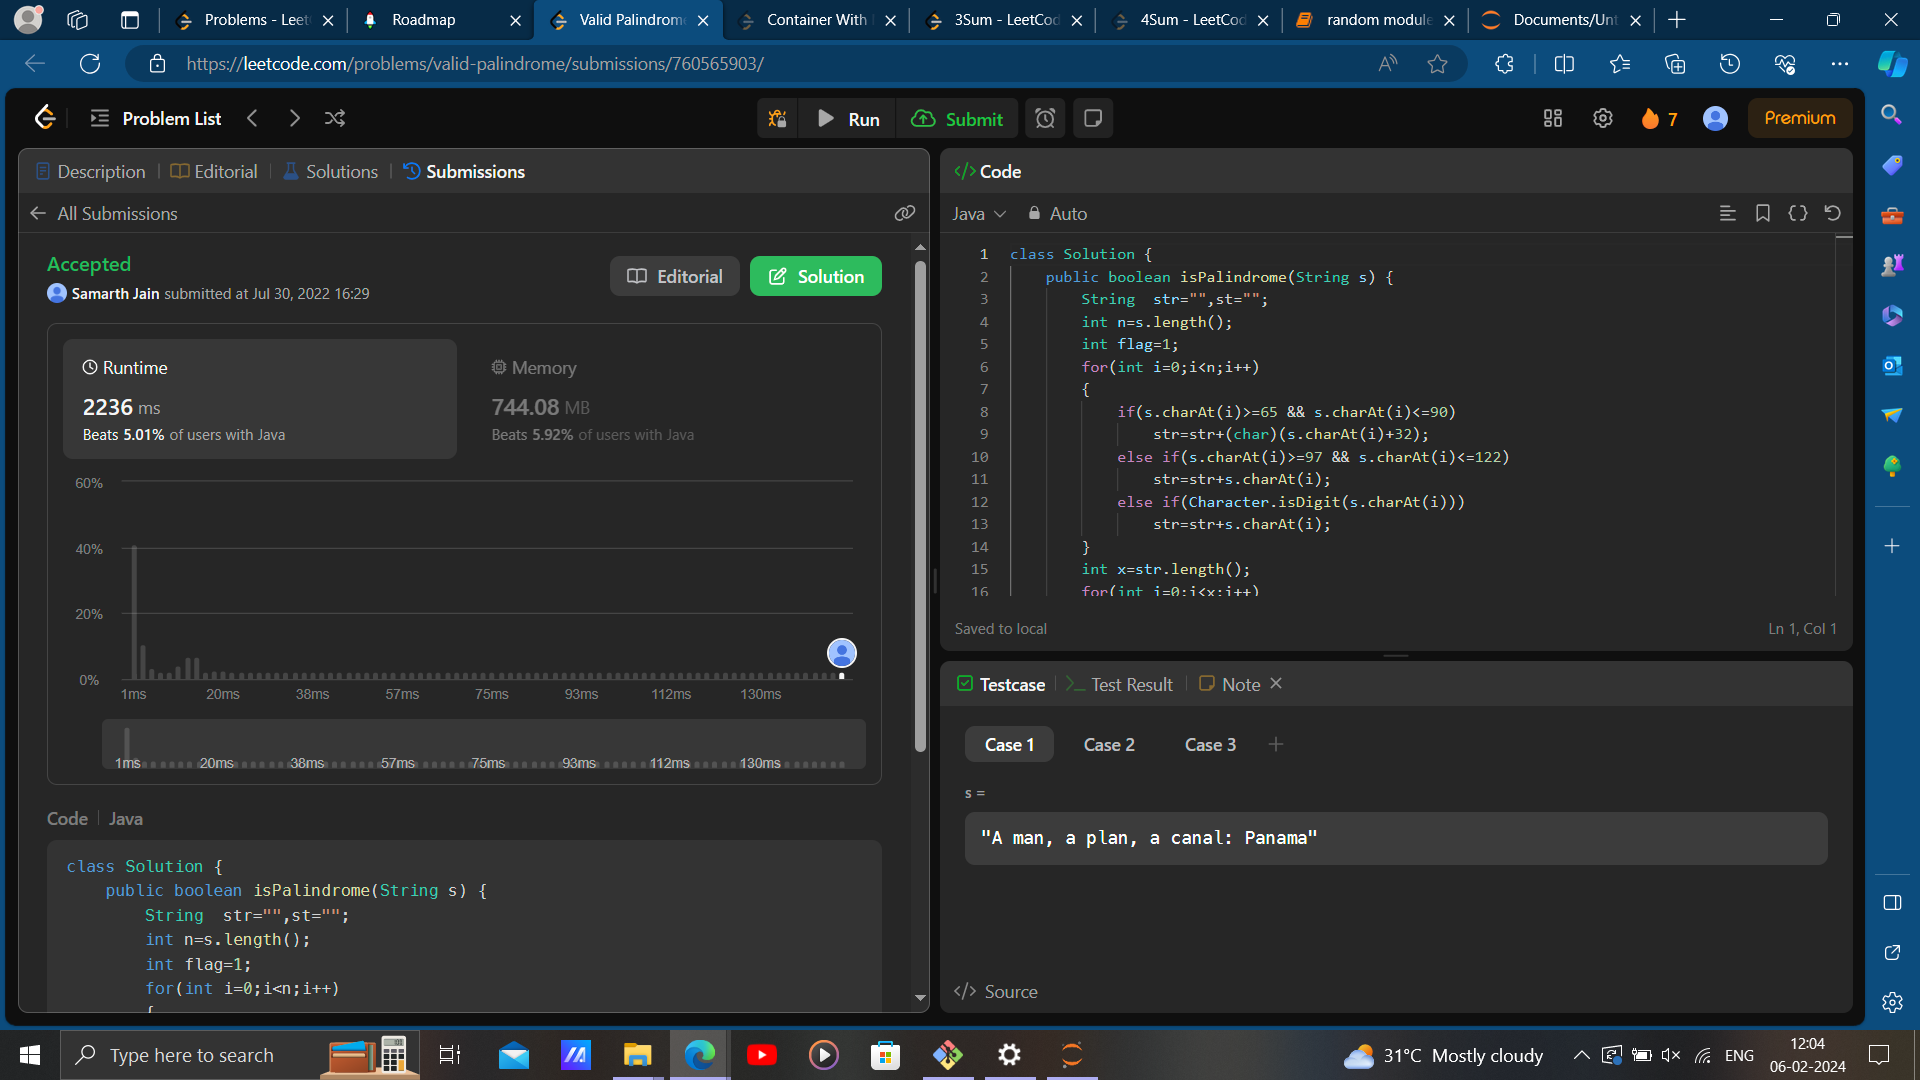 Problems - Leet
Roadmap
Valid Palindrom
Container With
3Sum - LeetCod
4Sum - LeetCod
random module
Documents/Unt
https://leetcode.com/problems/valid-palindrome/submissions/760565903/
Problem List
Run
Submit
7
Premium
Description
Editorial
Solutions
Submissions
All Submissions
Accepted
Samarth Jain submitted at Jul 30, 2022 16:29
Editorial
Solution
Runtime
2236 ms
Beats 5.01% of users with Java
Memory
744.08 MB
Beats 5.92% of users with Java
60%
40%
20%
0%
1ms 20ms 38ms 57ms 75ms 93ms 112ms 130ms
1ms 20ms 38ms 57ms 75ms 93ms 112ms 130ms
Code | Java
class Solution {
public boolean isPalindrome(String s) {
String  str="",st="";
int n=s.length();
int flag=1;
for(int i=0;i<n;i++)
{
</> Code
Java
Auto
1 class Solution {
2 public boolean isPalindrome(String s) {
3 String  str="",st="";
4 int n=s.length();
5 int flag=1;
6 for(int i=0;i<n;i++)
7 {
8 if(s.charAt(i)>=65 && s.charAt(i)<=90)
9 str=str+(char)(s.charAt(i)+32);
10 else if(s.charAt(i)>=97 && s.charAt(i)<=122)
11 str=str+s.charAt(i);
12 else if(Character.isDigit(s.charAt(i)))
13 str=str+s.charAt(i);
14 }
15 int x=str.length();
16 for(int i=0;i<x;i++)
Saved to local
Ln 1, Col 1
Testcase
Test Result
Note
Case 1
Case 2
Case 3
s =
"A man, a plan, a canal: Panama"
</> Source
Type here to search
31°C Mostly cloudy
ENG
12:04
06-02-2024